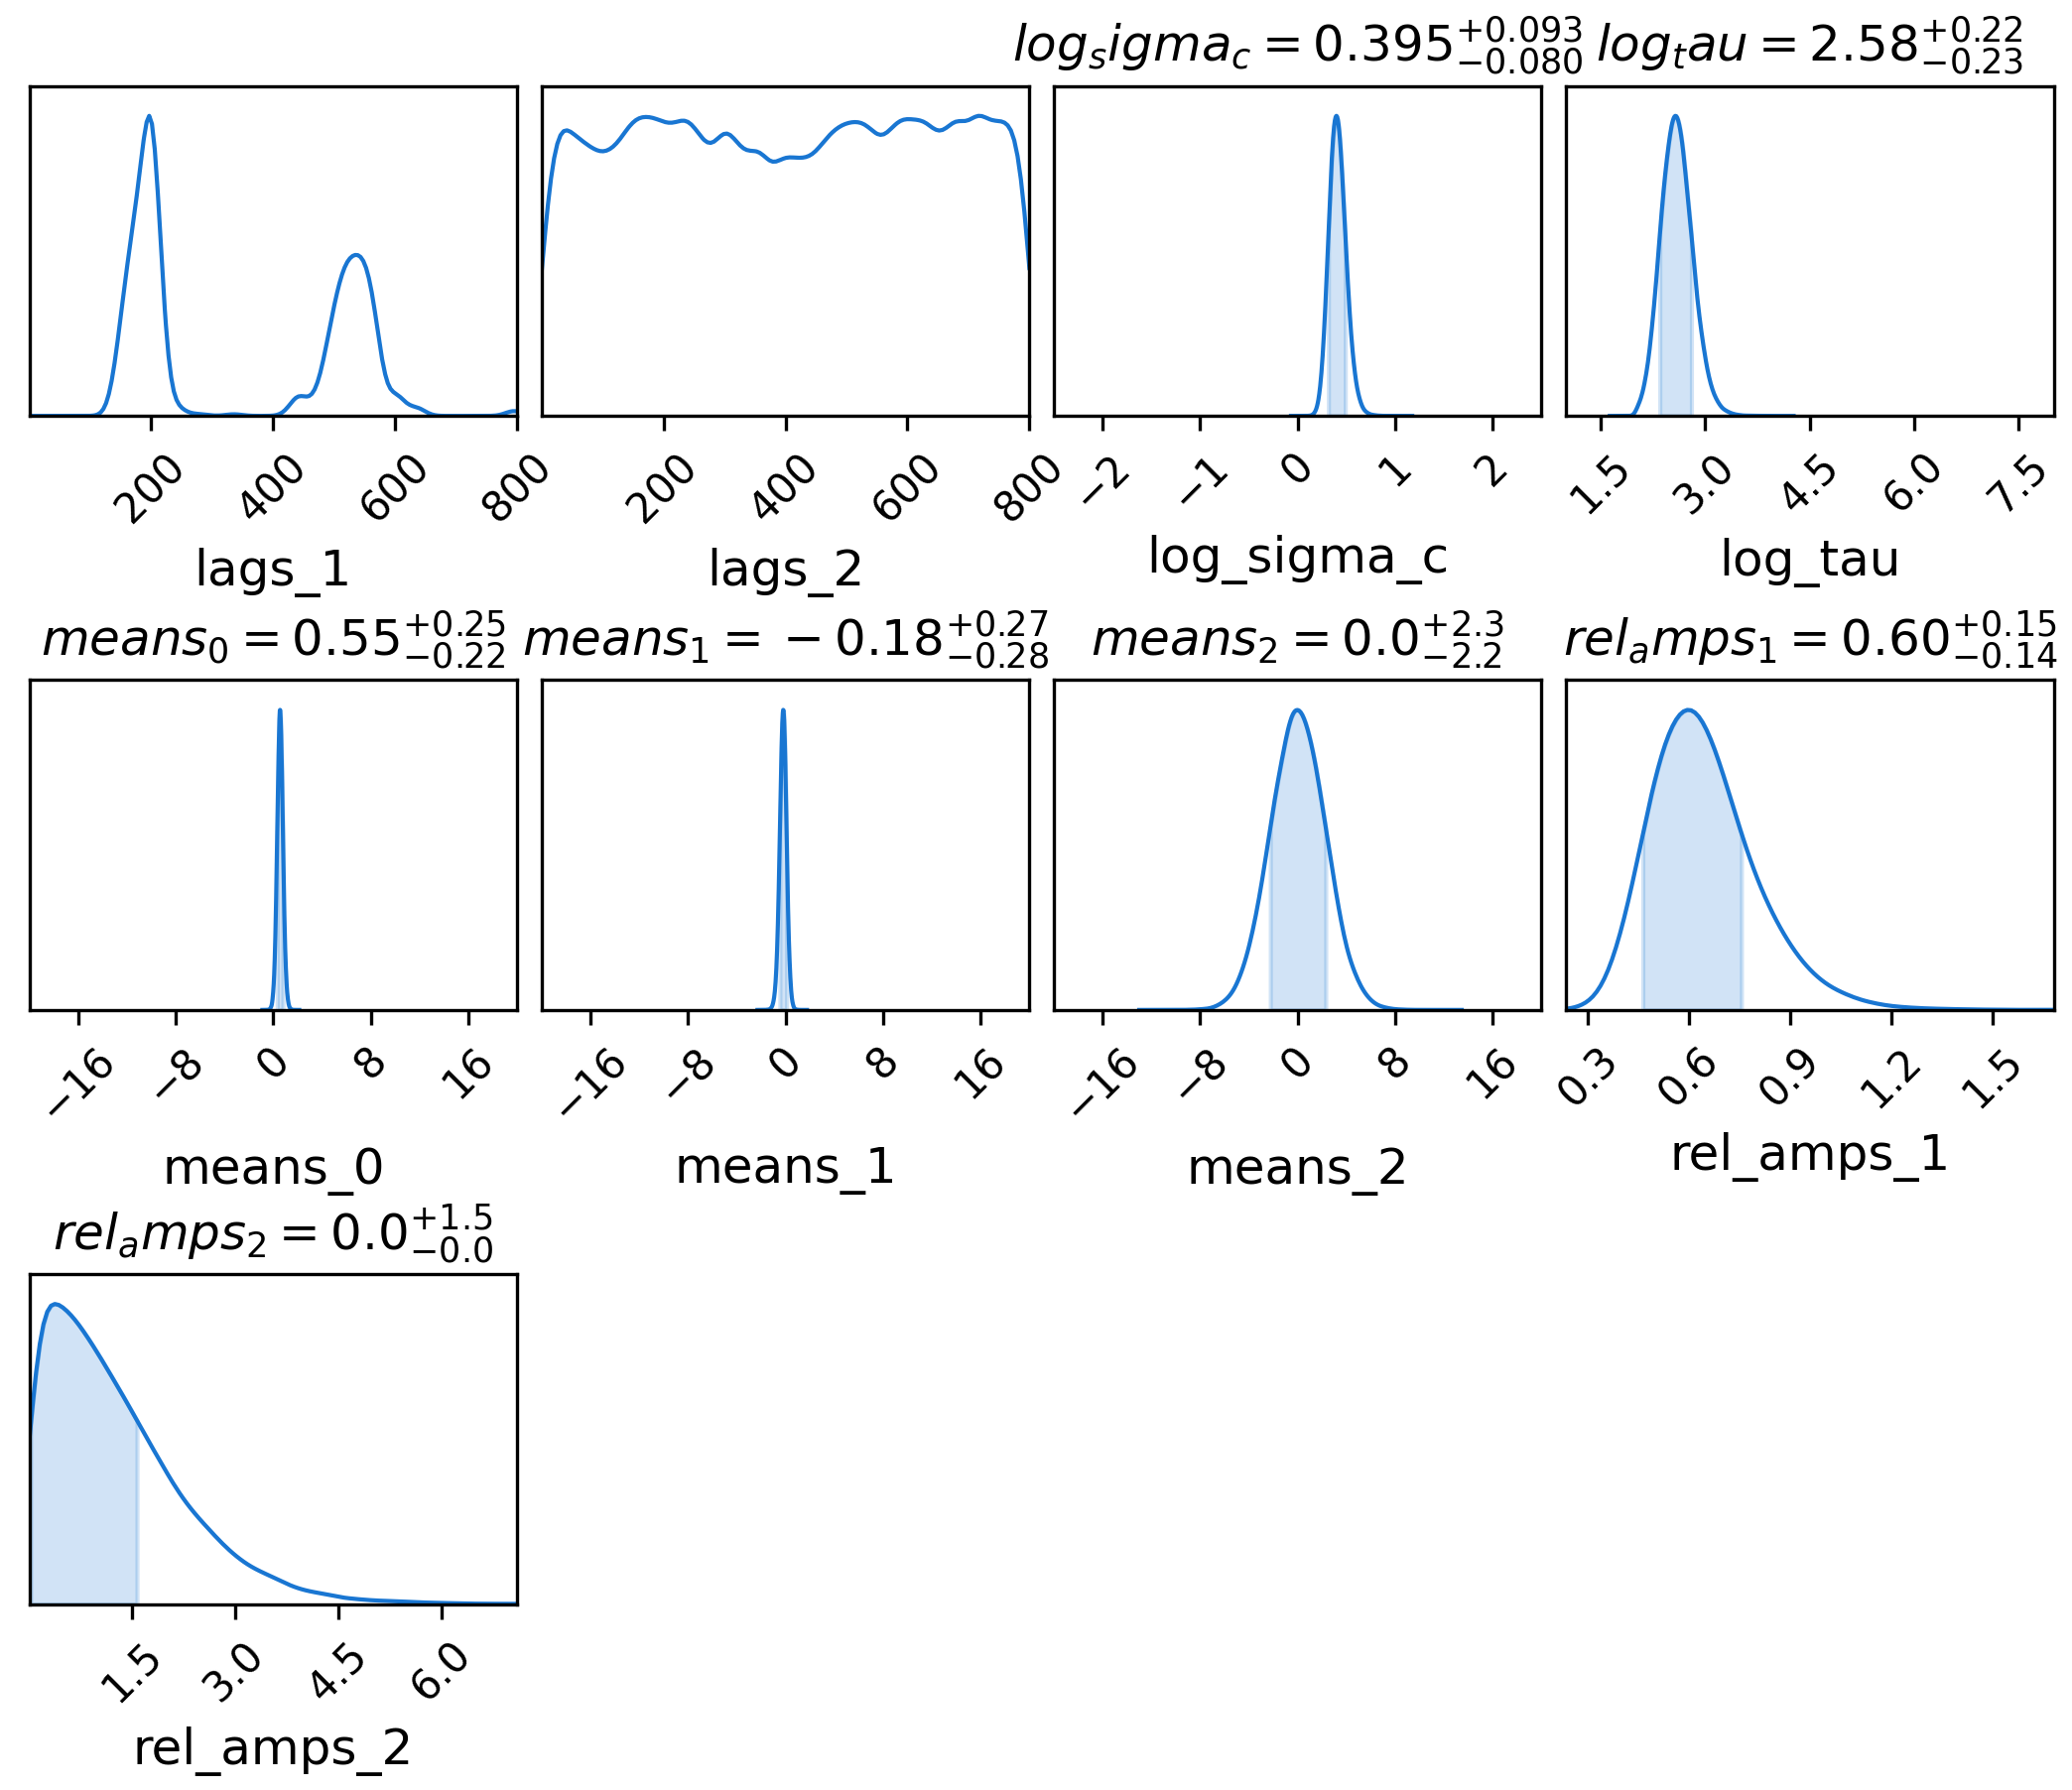 log_sigma_c = 0.395^{+0.093}_{-0.080} log_tau = 2.58^{+0.22}_{-0.23}
200 400 600 800 200 400 600 800 −2 −1 0 1 2 1.5 3.0 4.5 6.0 7.5
lags_1 lags_2 log_sigma_c log_tau
means_0 = 0.55^{+0.25}_{-0.22} means_1 = −0.18^{+0.27}_{-0.28} means_2 = 0.0^{+2.3}_{-2.2} rel_amps_1 = 0.60^{+0.15}_{-0.14}
−16 −8 0 8 16 −16 −8 0 8 16 −16 −8 0 8 16 0.3 0.6 0.9 1.2 1.5
means_0 means_1 means_2 rel_amps_1
rel_amps_2 = 0.0^{+1.5}_{-0.0}
1.5 3.0 4.5 6.0
rel_amps_2